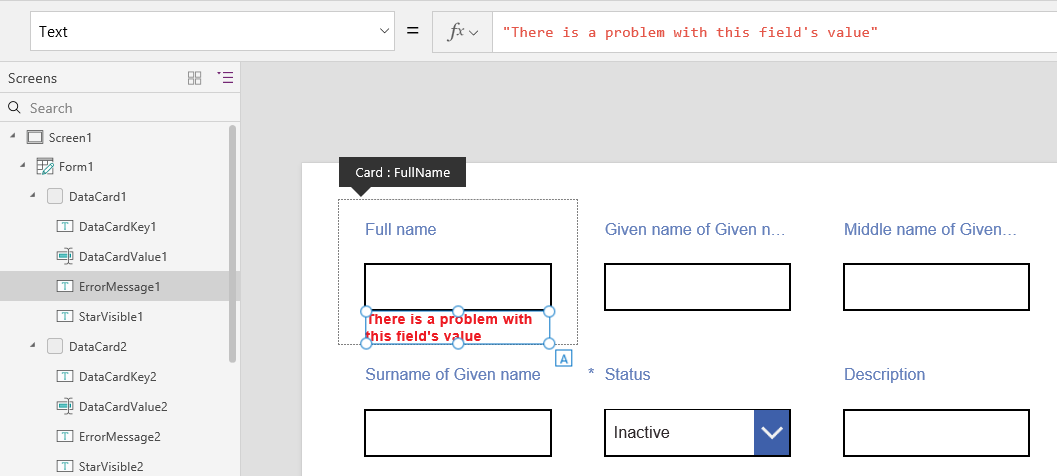 Text
=
fx
"There is a problem with this field's value"
Screens
Search
Screen1
Form1
DataCard1
DataCardKey1
DataCardValue1
ErrorMessage1
StarVisible1
DataCard2
DataCardKey2
DataCardValue2
ErrorMessage2
StarVisible2
Card : FullName
Full name
Given name of Given n...
Middle name of Given...
There is a problem with
this field's value
A
Surname of Given name
* Status
Description
Inactive